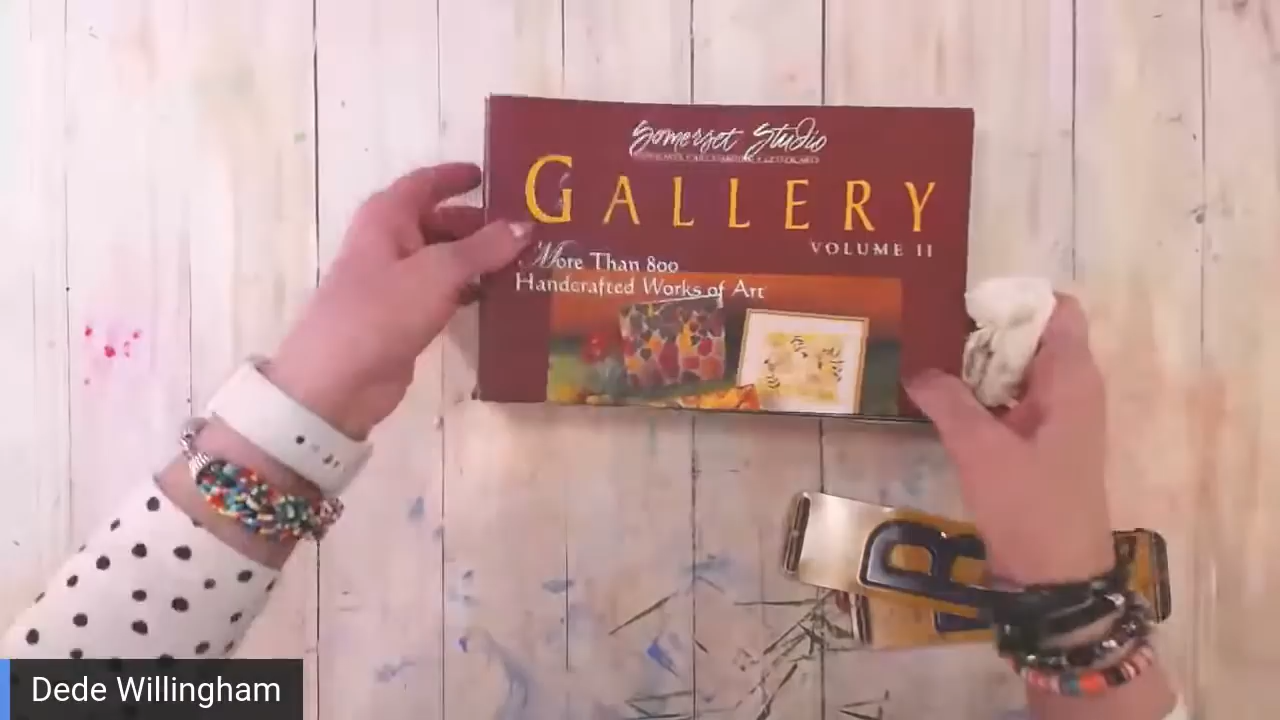 Somerset Studio
GALLERY
VOLUME II
More Than 800
Handcrafted Works of Art
R
Dede Willingham